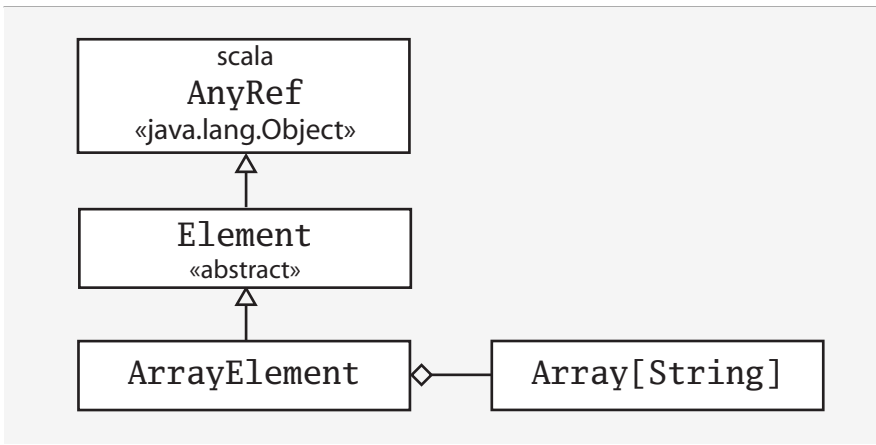 scala
AnyRef
«java.lang.Object»
Element
«abstract»
ArrayElement
Array[String]